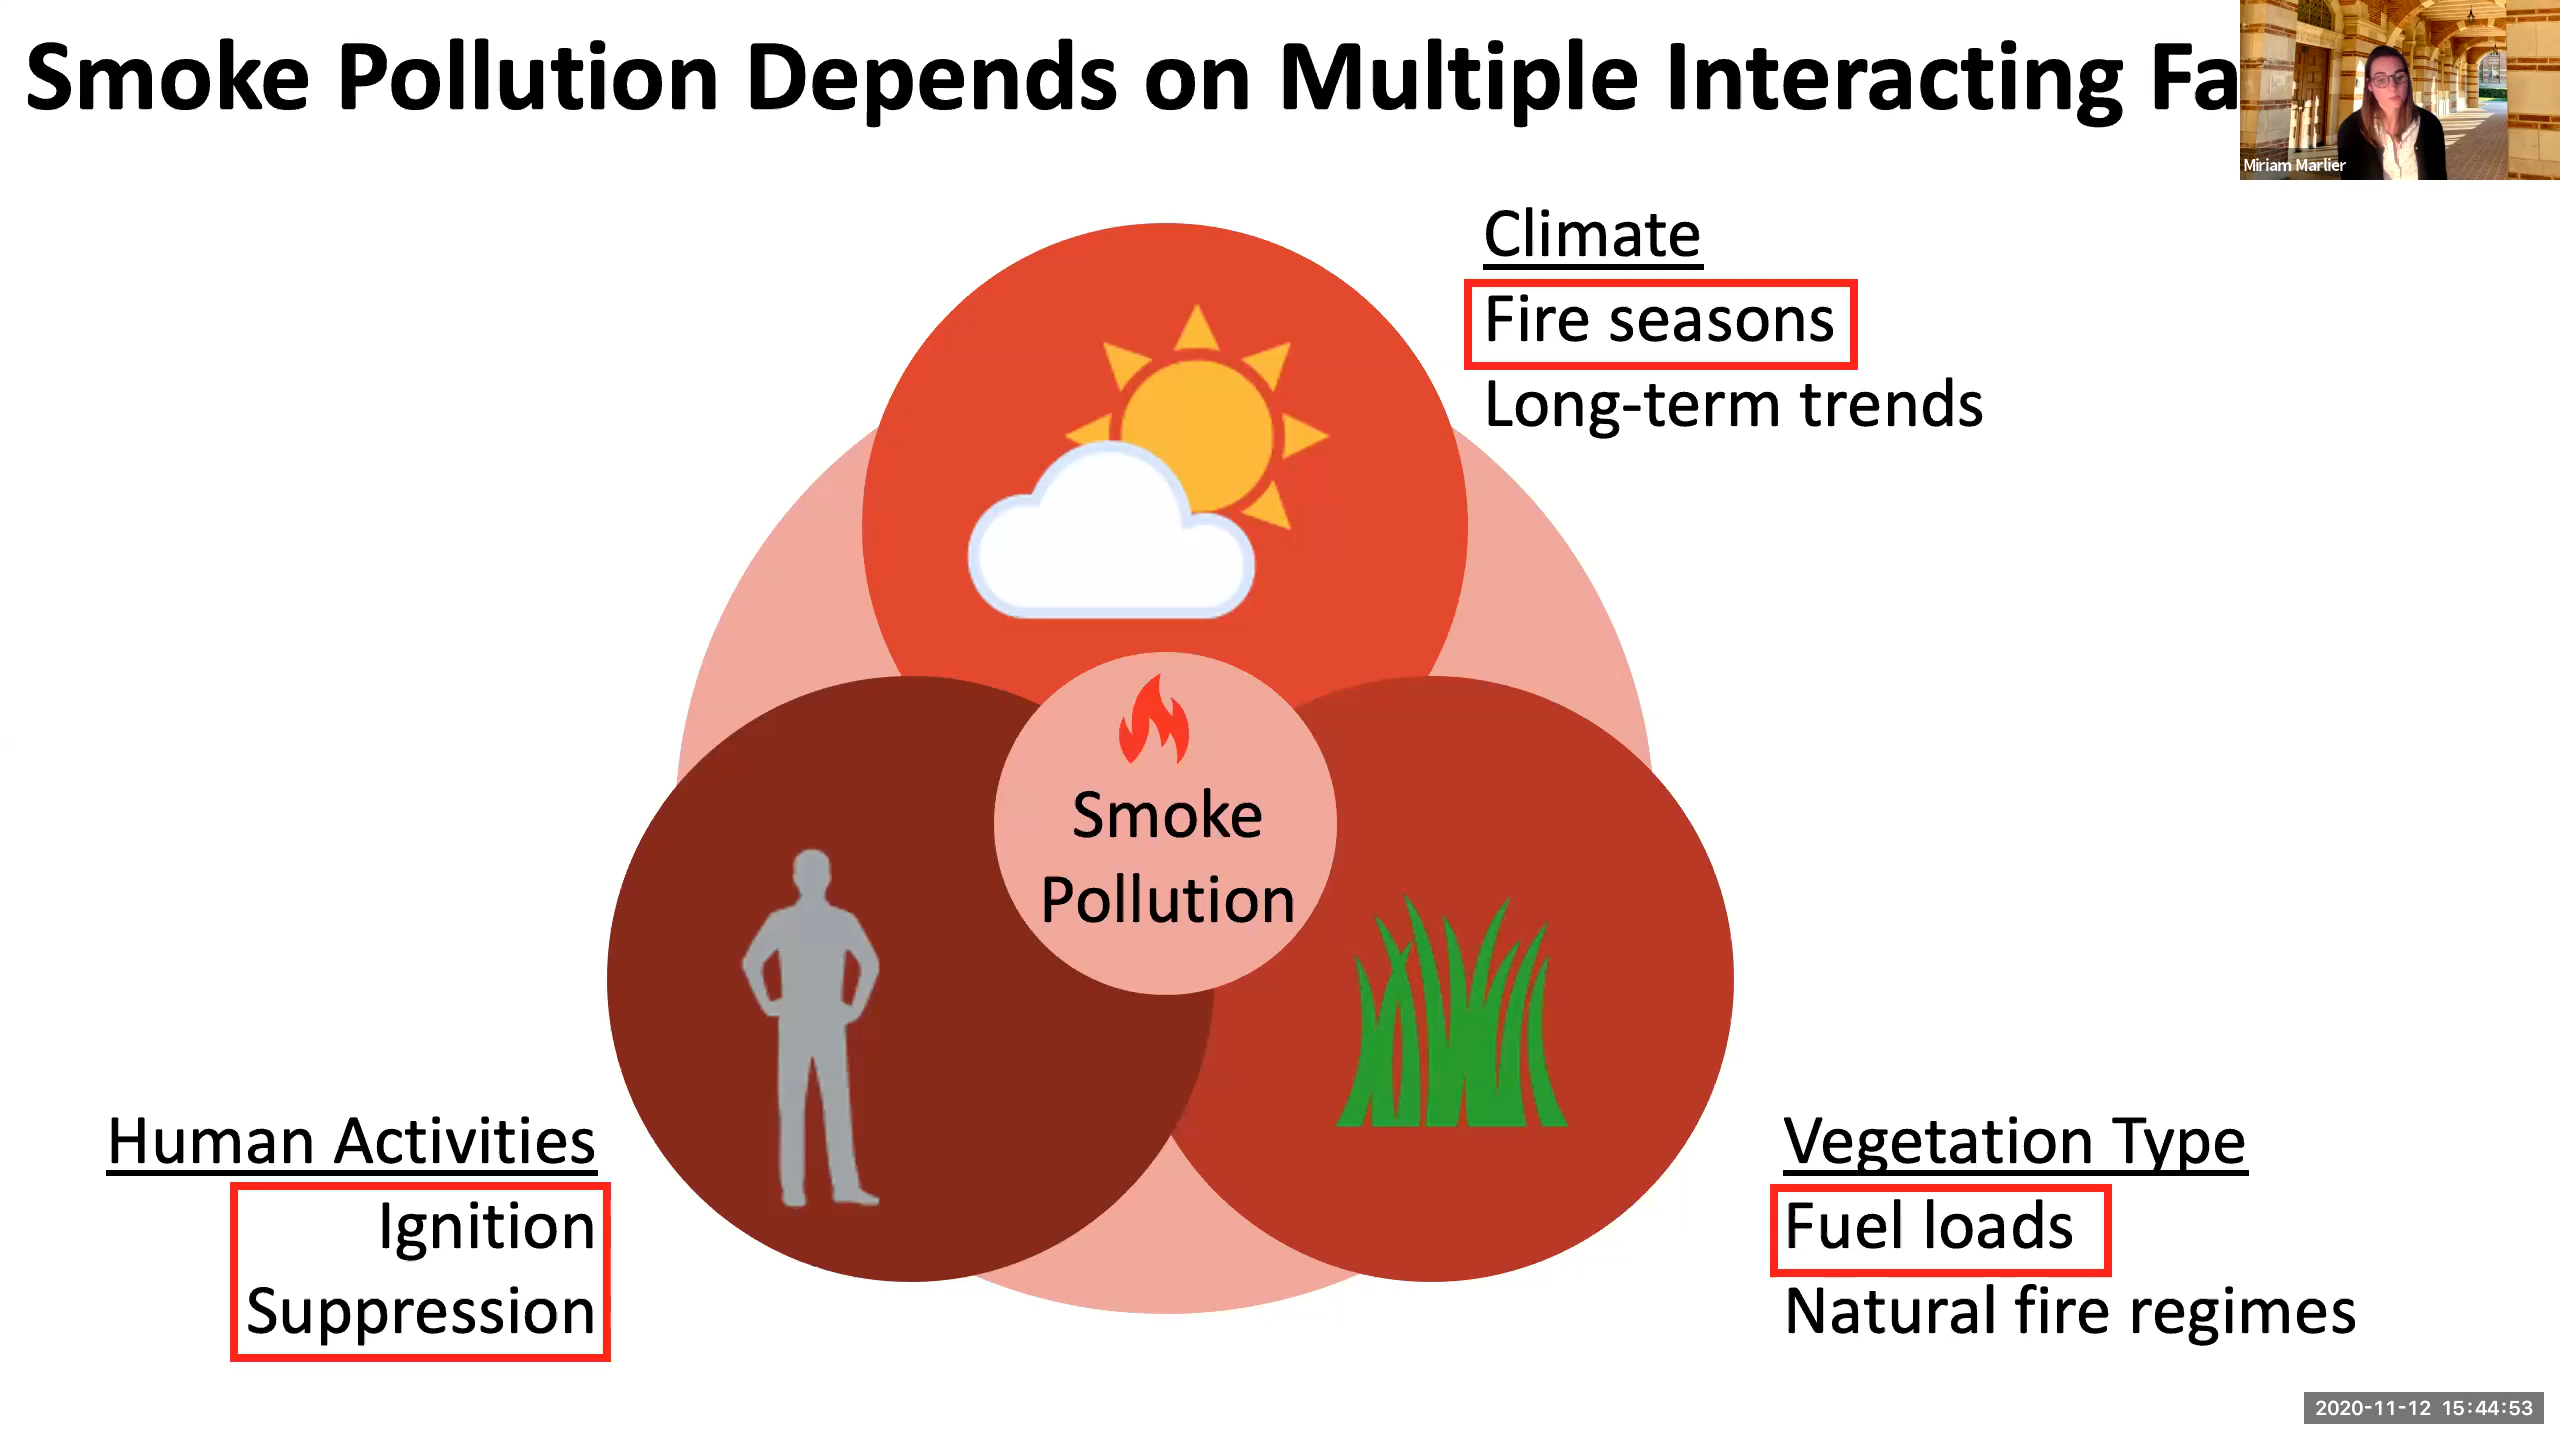 Smoke Pollution Depends on Multiple Interacting Fa
Miriam Marlier
Climate
Fire seasons
Long-term trends
Smoke
Pollution
Human Activities
Ignition
Suppression
Vegetation Type
Fuel loads
Natural fire regimes
2020-11-12 15:44:53